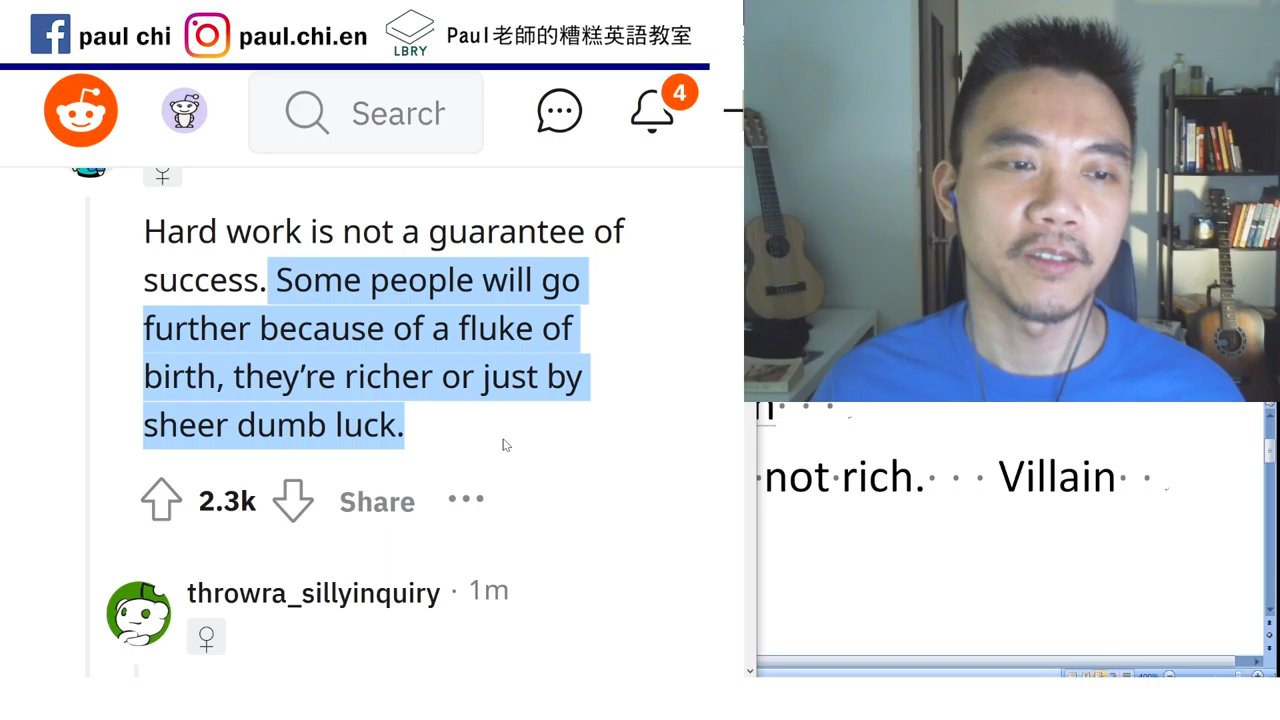 paul chi paul.chi.en LBRY Paul老師的糟糕英語教室
Search
4
Hard work is not a guarantee of
success. Some people will go
further because of a fluke of
birth, they’re richer or just by
sheer dumb luck.
2.3k Share •••
throwra_sillyinquiry · 1m
not rich. Villain